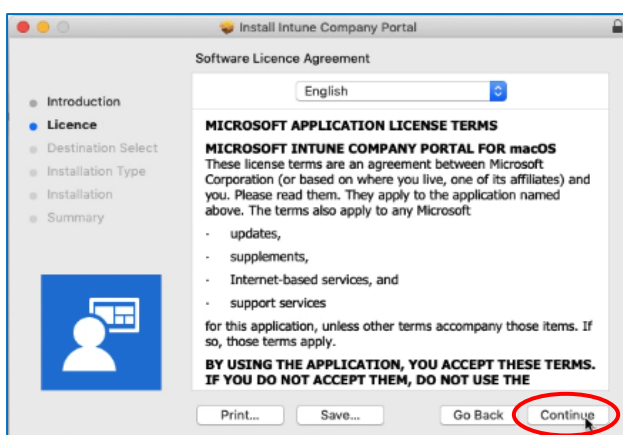 Install Intune Company Portal
Software Licence Agreement
English
Introduction
Licence
Destination Select
Installation Type
Installation
Summary
MICROSOFT APPLICATION LICENSE TERMS
MICROSOFT INTUNE COMPANY PORTAL FOR macOS
These license terms are an agreement between Microsoft
Corporation (or based on where you live, one of its affiliates) and
you. Please read them. They apply to the application named
above. The terms also apply to any Microsoft
· updates,
· supplements,
· Internet-based services, and
· support services
for this application, unless other terms accompany those items. If
so, those terms apply.
BY USING THE APPLICATION, YOU ACCEPT THESE TERMS.
IF YOU DO NOT ACCEPT THEM, DO NOT USE THE
Print... Save... Go Back Continue